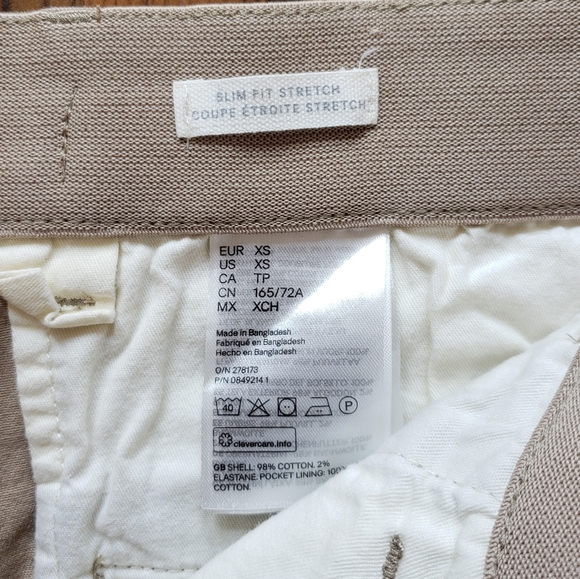 SLIM FIT STRETCH
COUPE ÉTROITE STRETCH
EUR XS
US XS
CA TP
CN 165/72A
MX XCH
Made in Bangladesh
Fabriqué en Bangladesh
Hecho en Bangladesh
O/N 278173
P/N 0849214 1
40 P
clevercare.info
GB SHELL: 98% COTTON. 2%
ELASTANE. POCKET LINING: 100%
COTTON.